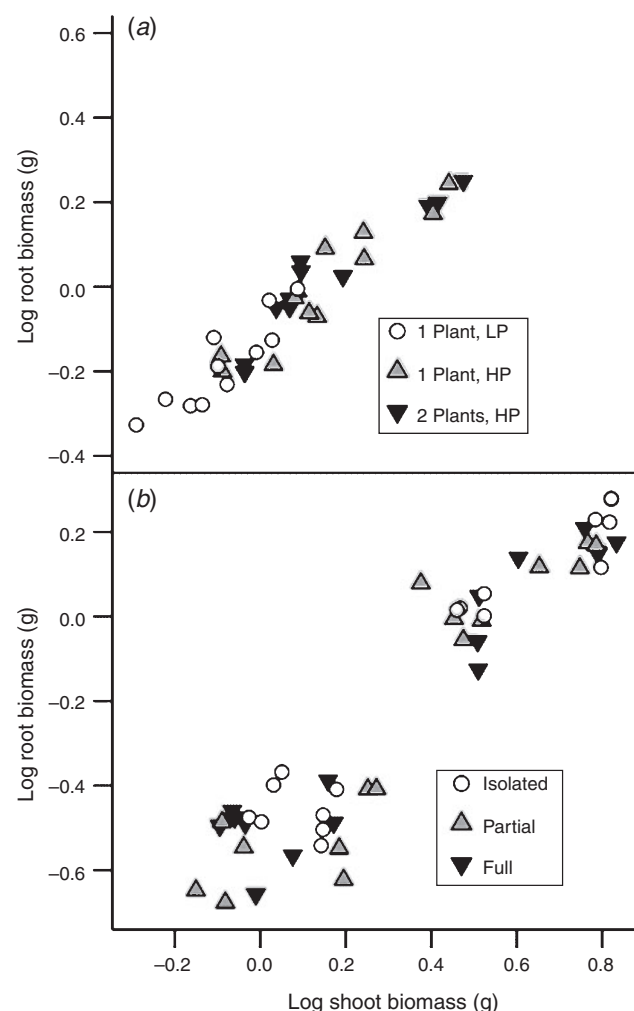 (a)
0.6
0.4
0.2
0.0
−0.2
−0.4
Log root biomass (g)
1 Plant, LP
1 Plant, HP
2 Plants, HP
(b)
0.2
0.0
−0.2
−0.4
−0.6
Log root biomass (g)
Isolated
Partial
Full
−0.2 0.0 0.2 0.4 0.6 0.8
Log shoot biomass (g)